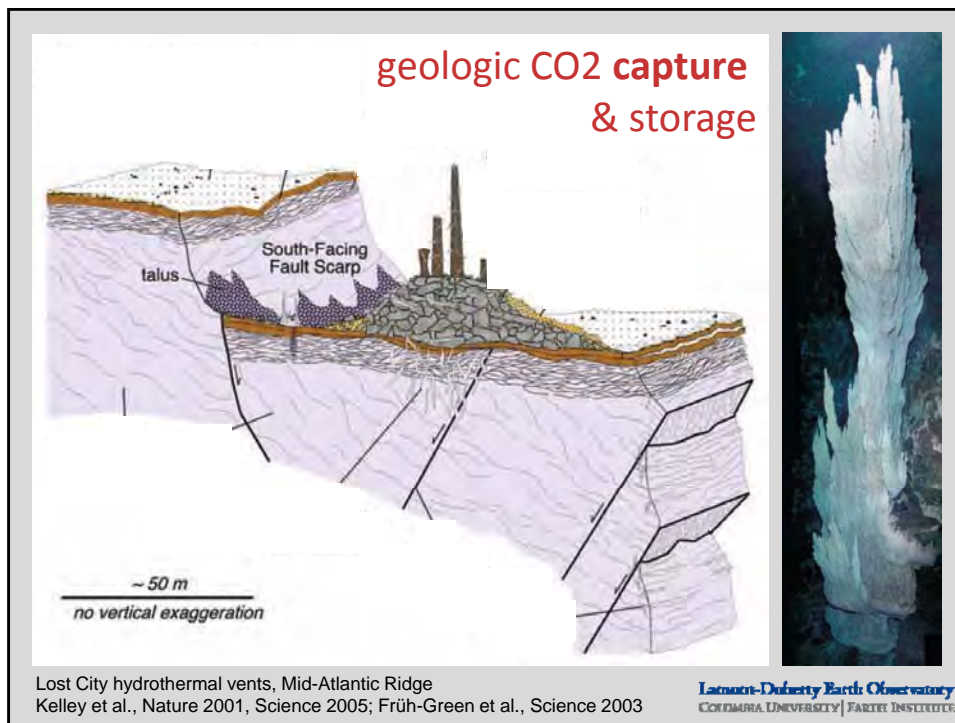 geologic CO2 capture
& storage
South-Facing
Fault Scarp
talus
~ 50 m
no vertical exaggeration
Lost City hydrothermal vents, Mid-Atlantic Ridge
Kelley et al., Nature 2001, Science 2005; Früh-Green et al., Science 2003
Lamont-Doherty Earth Observatory
COLUMBIA UNIVERSITY | EARTH INSTITUTE